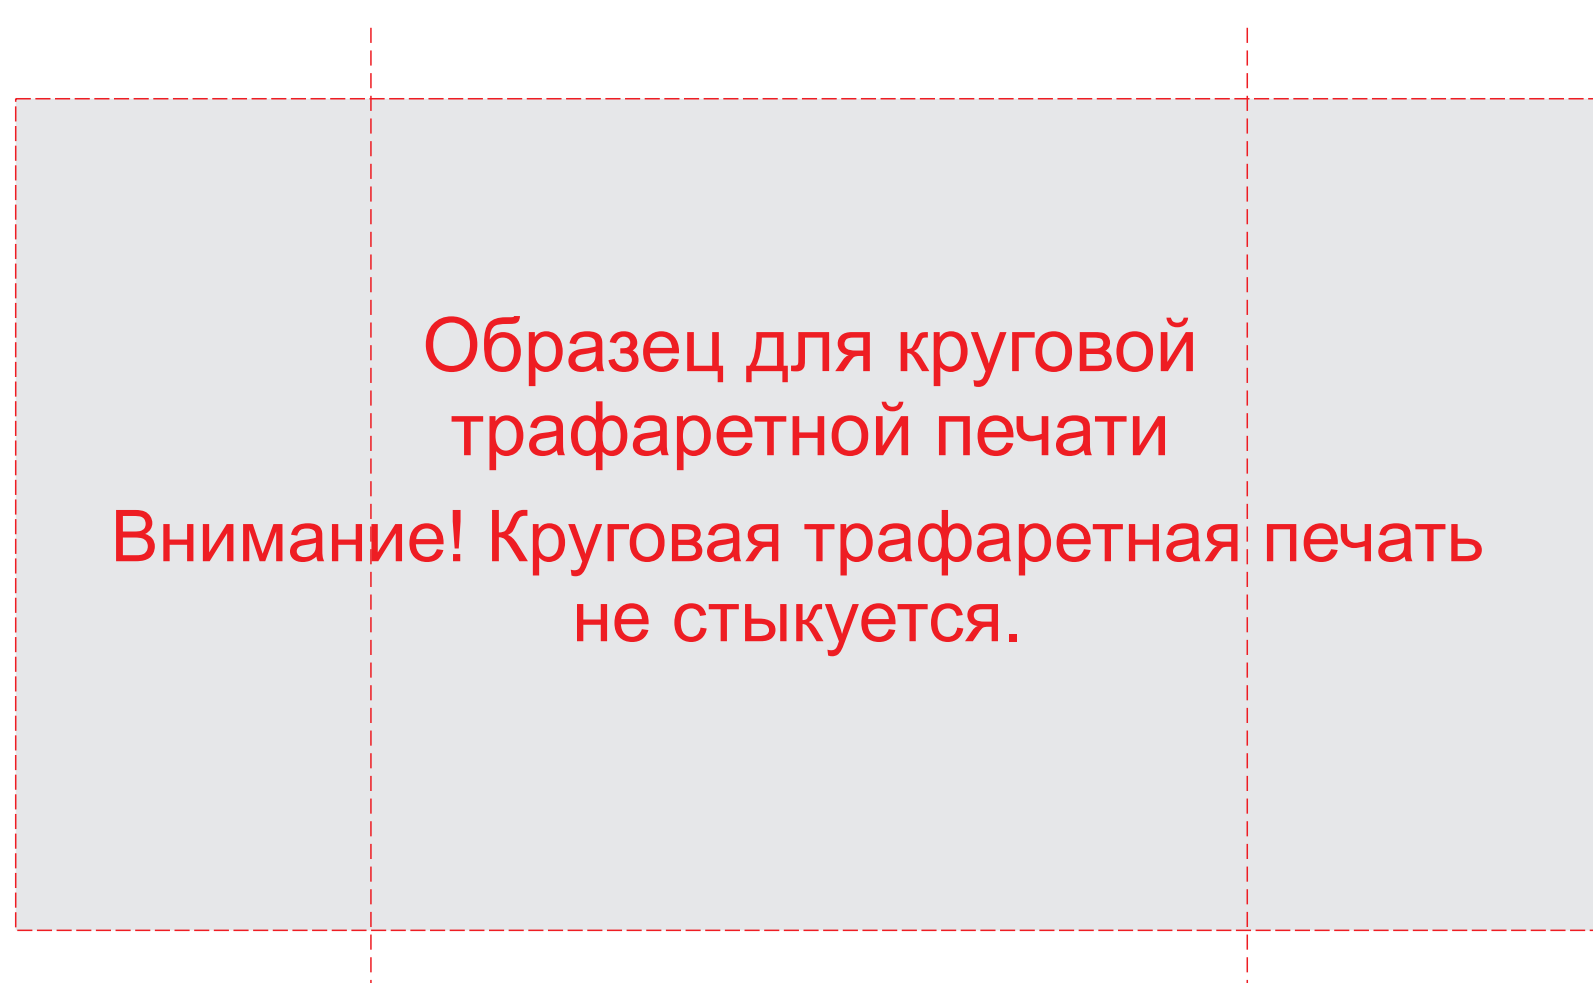 Образец для круговой
трафаретной печати
Внимание! Круговая трафаретная печать
не стыкуется.